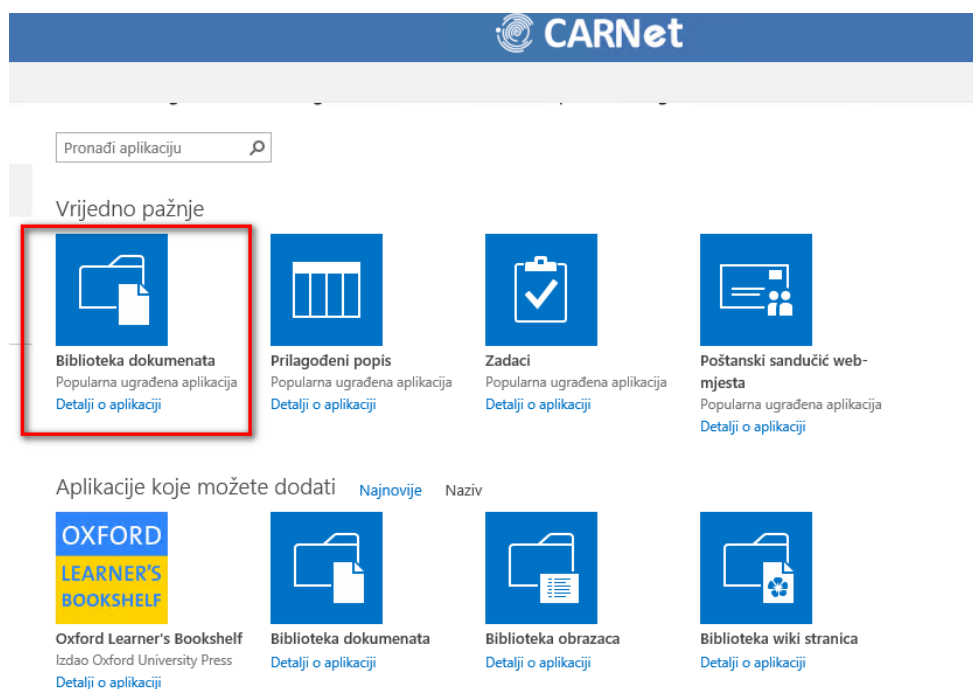 CARNet
Pronađi aplikaciju
Vrijedno pažnje
Biblioteka dokumenata
Popularna ugrađena aplikacija
Detalji o aplikaciji
Prilagođeni popis
Popularna ugrađena aplikacija
Detalji o aplikaciji
Zadaci
Popularna ugrađena aplikacija
Detalji o aplikaciji
Poštanski sandučić web-
mjesta
Popularna ugrađena aplikacija
Detalji o aplikaciji
Aplikacije koje možete dodati Najnovije Naziv
OXFORD
LEARNER'S
BOOKSHELF
Oxford Learner's Bookshelf
Izdao Oxford University Press
Detalji o aplikaciji
Biblioteka dokumenata
Detalji o aplikaciji
Biblioteka obrazaca
Detalji o aplikaciji
Biblioteka wiki stranica
Detalji o aplikaciji